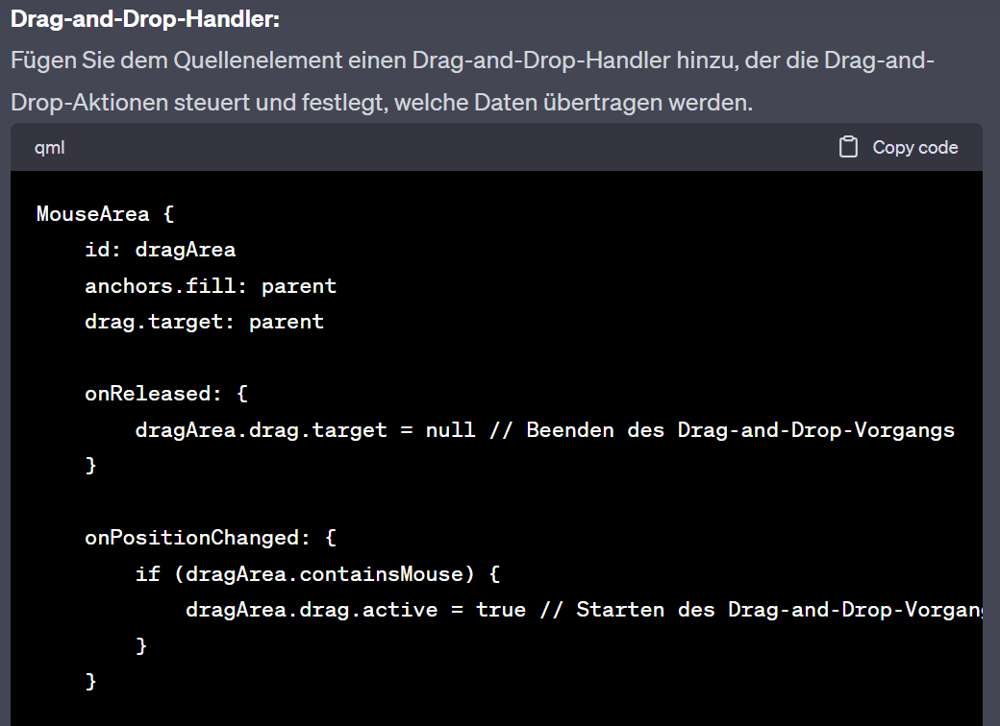 Drag-and-Drop-Handler:
Fügen Sie dem Quellenelement einen Drag-and-Drop-Handler hinzu, der die Drag-and-
Drop-Aktionen steuert und festlegt, welche Daten übertragen werden.
qml
Copy code
MouseArea {
    id: dragArea
    anchors.fill: parent
    drag.target: parent

    onReleased: {
        dragArea.drag.target = null // Beenden des Drag-and-Drop-Vorgangs
    }

    onPositionChanged: {
        if (dragArea.containsMouse) {
            dragArea.drag.active = true // Starten des Drag-and-Drop-Vorgan
        }
    }